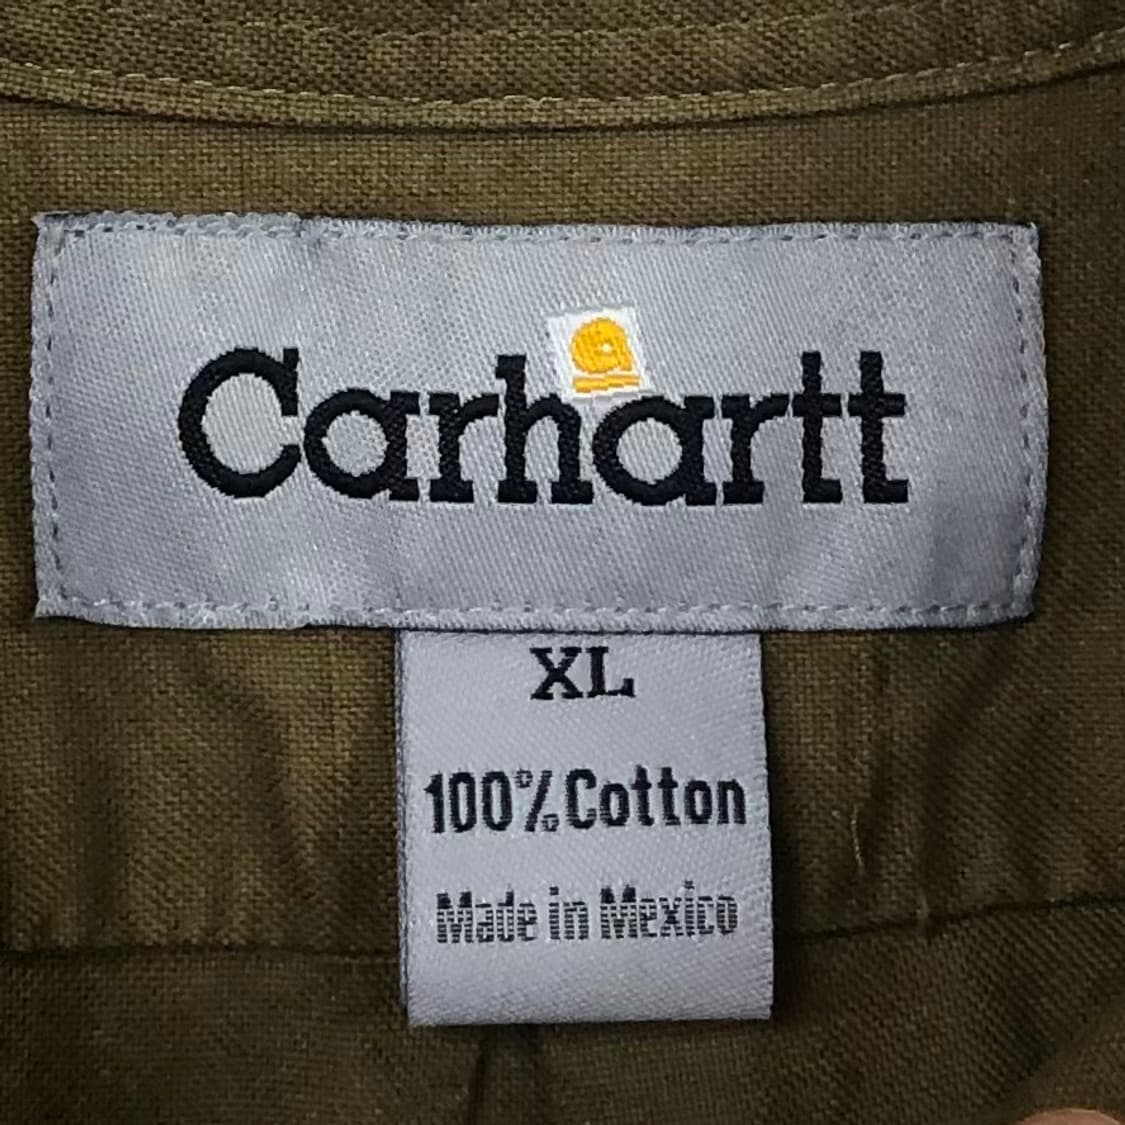 Carhartt
XL
100% Cotton
Made in Mexico